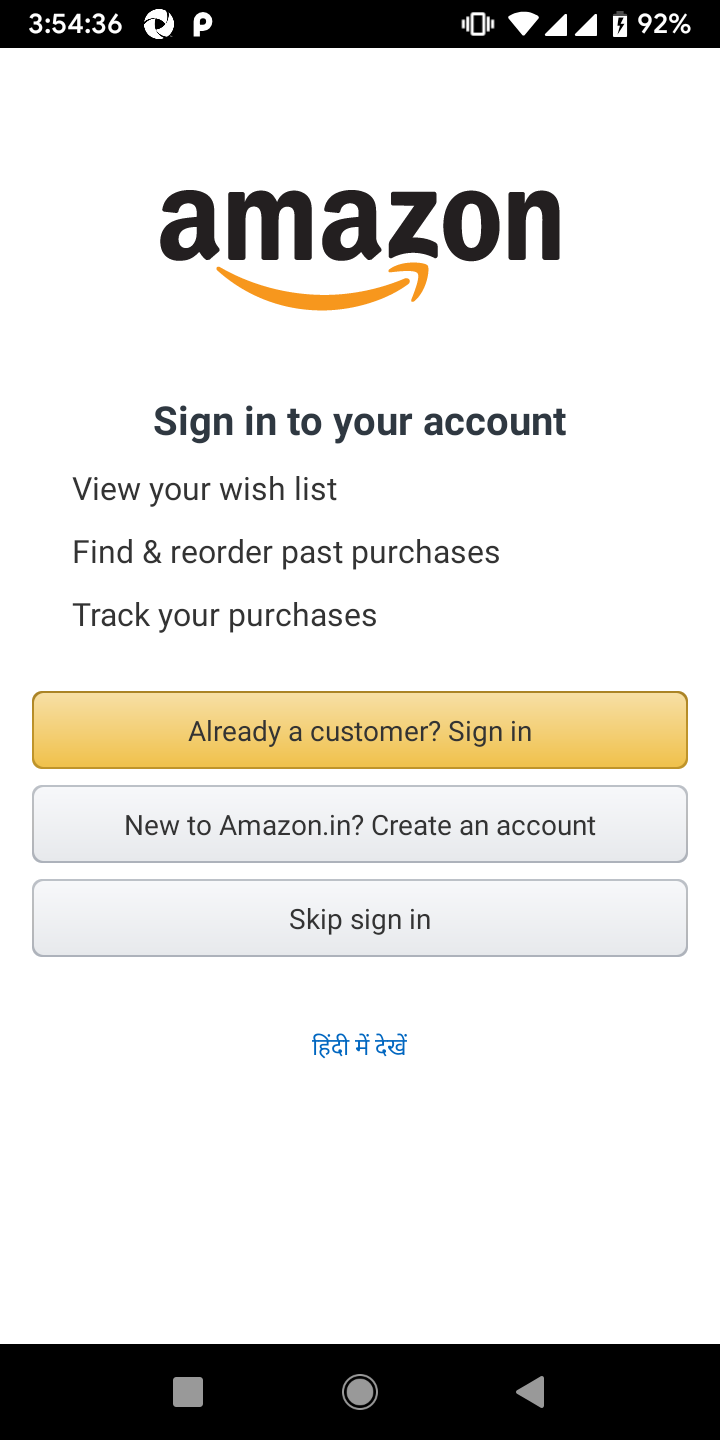 3:54:36 92%
amazon
Sign in to your account
View your wish list
Find & reorder past purchases
Track your purchases
Already a customer? Sign in
New to Amazon.in? Create an account
Skip sign in
हिंदी में देखें